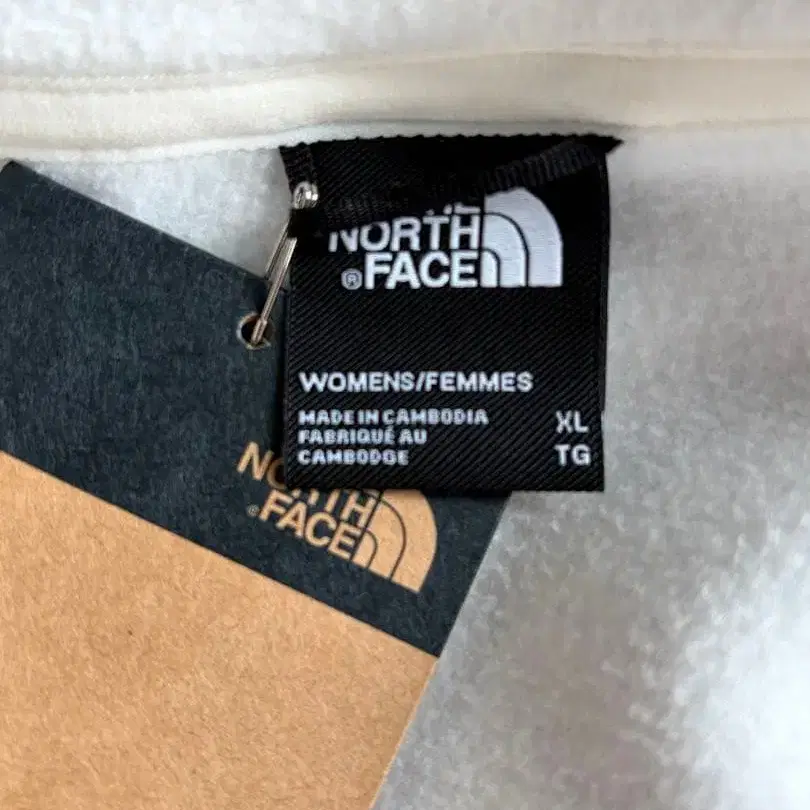 NORTH
®FACE
WOMENS/FEMMES
MADE IN CAMBODIA
FABRIQUÉ AU
CAMBODGE
XL
TG
NORTH
®FACE